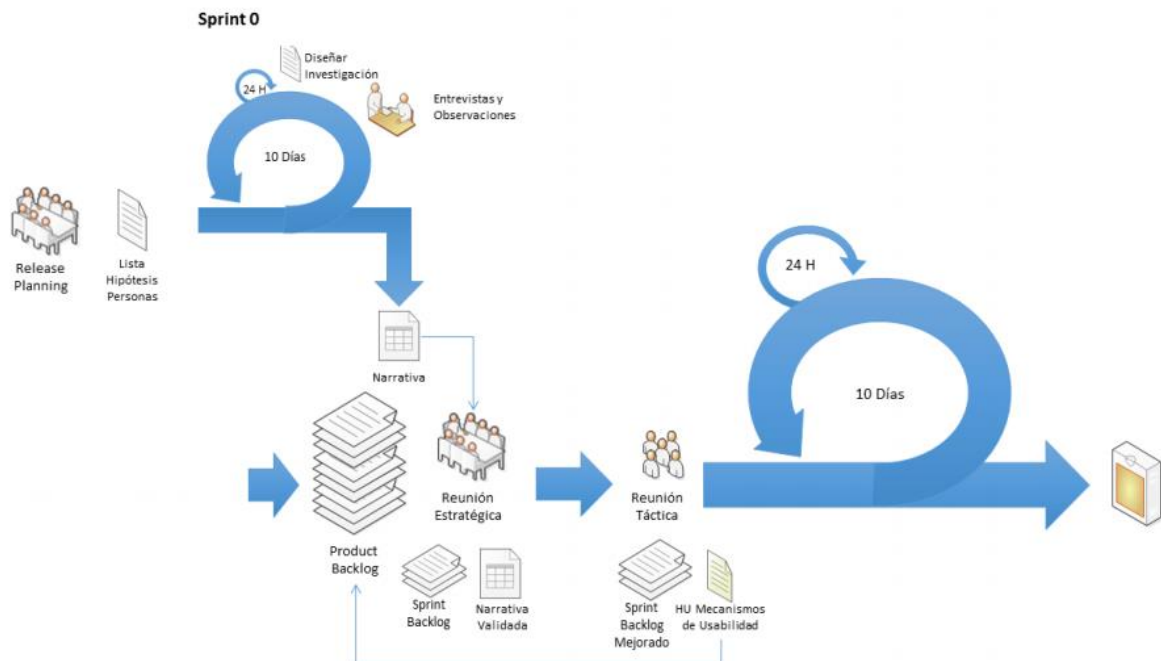 Sprint 0
Diseñar
Investigación
24 H
Entrevistas y
Observaciones
10 Días
Release
Planning
Lista
Hipótesis
Personas
Narrativa
24 H
10 Días
Reunión
Estratégica
Reunión
Táctica
Product
Backlog
Sprint
Backlog
Narrativa
Validada
Sprint
Backlog
Mejorado
HU Mecanismos
de Usabilidad